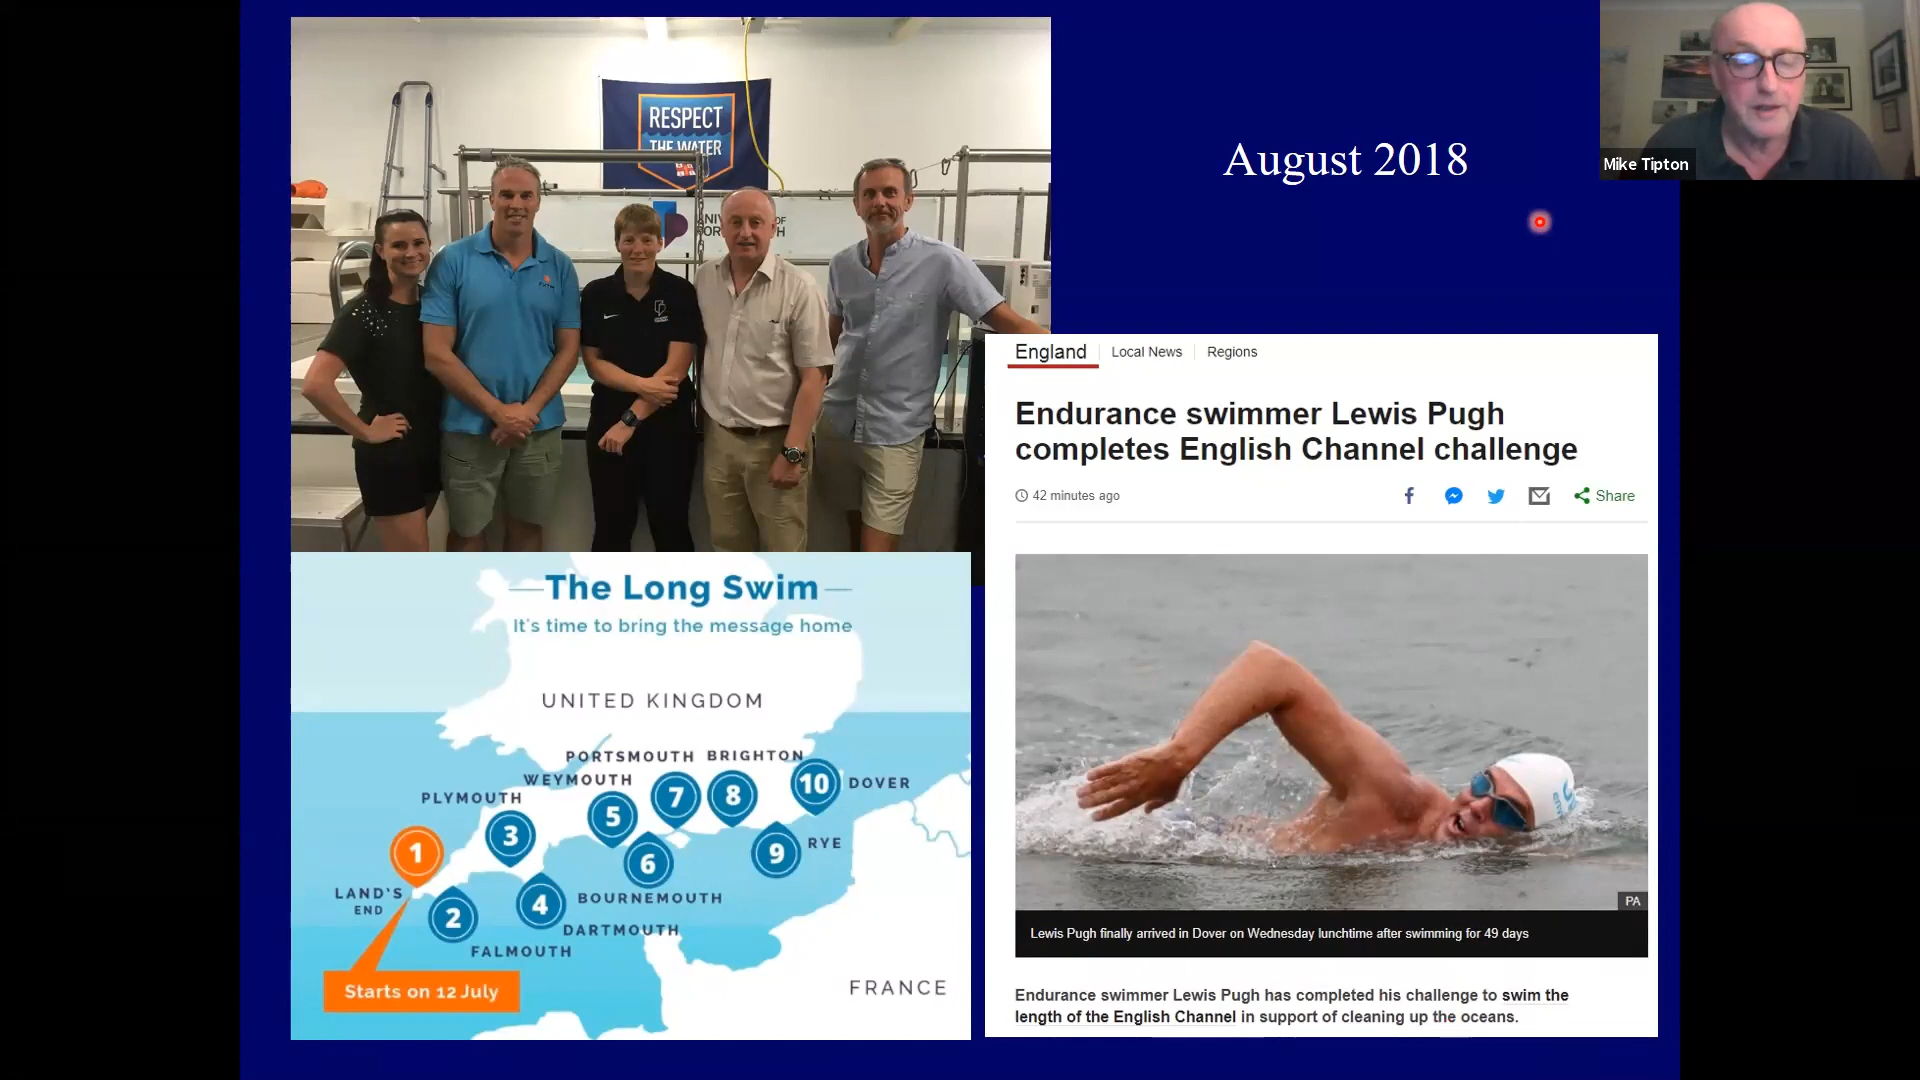 RESPECT
THE WATER
August 2018
Mike Tipton
England
Local News
Regions
Endurance swimmer Lewis Pugh
completes English Channel challenge
42 minutes ago
Share
PA
Lewis Pugh finally arrived in Dover on Wednesday lunchtime after swimming for 49 days
Endurance swimmer Lewis Pugh has completed his challenge to swim the
length of the English Channel in support of cleaning up the oceans.
The Long Swim
It's time to bring the message home
UNITED KINGDOM
PORTSMOUTH
BRIGHTON
WEYMOUTH
PLYMOUTH
DOVER
RYE
LAND'S
END
BOURNEMOUTH
DARTMOUTH
FALMOUTH
FRANCE
1
2
3
4
5
6
7
8
9
10
Starts on 12 July